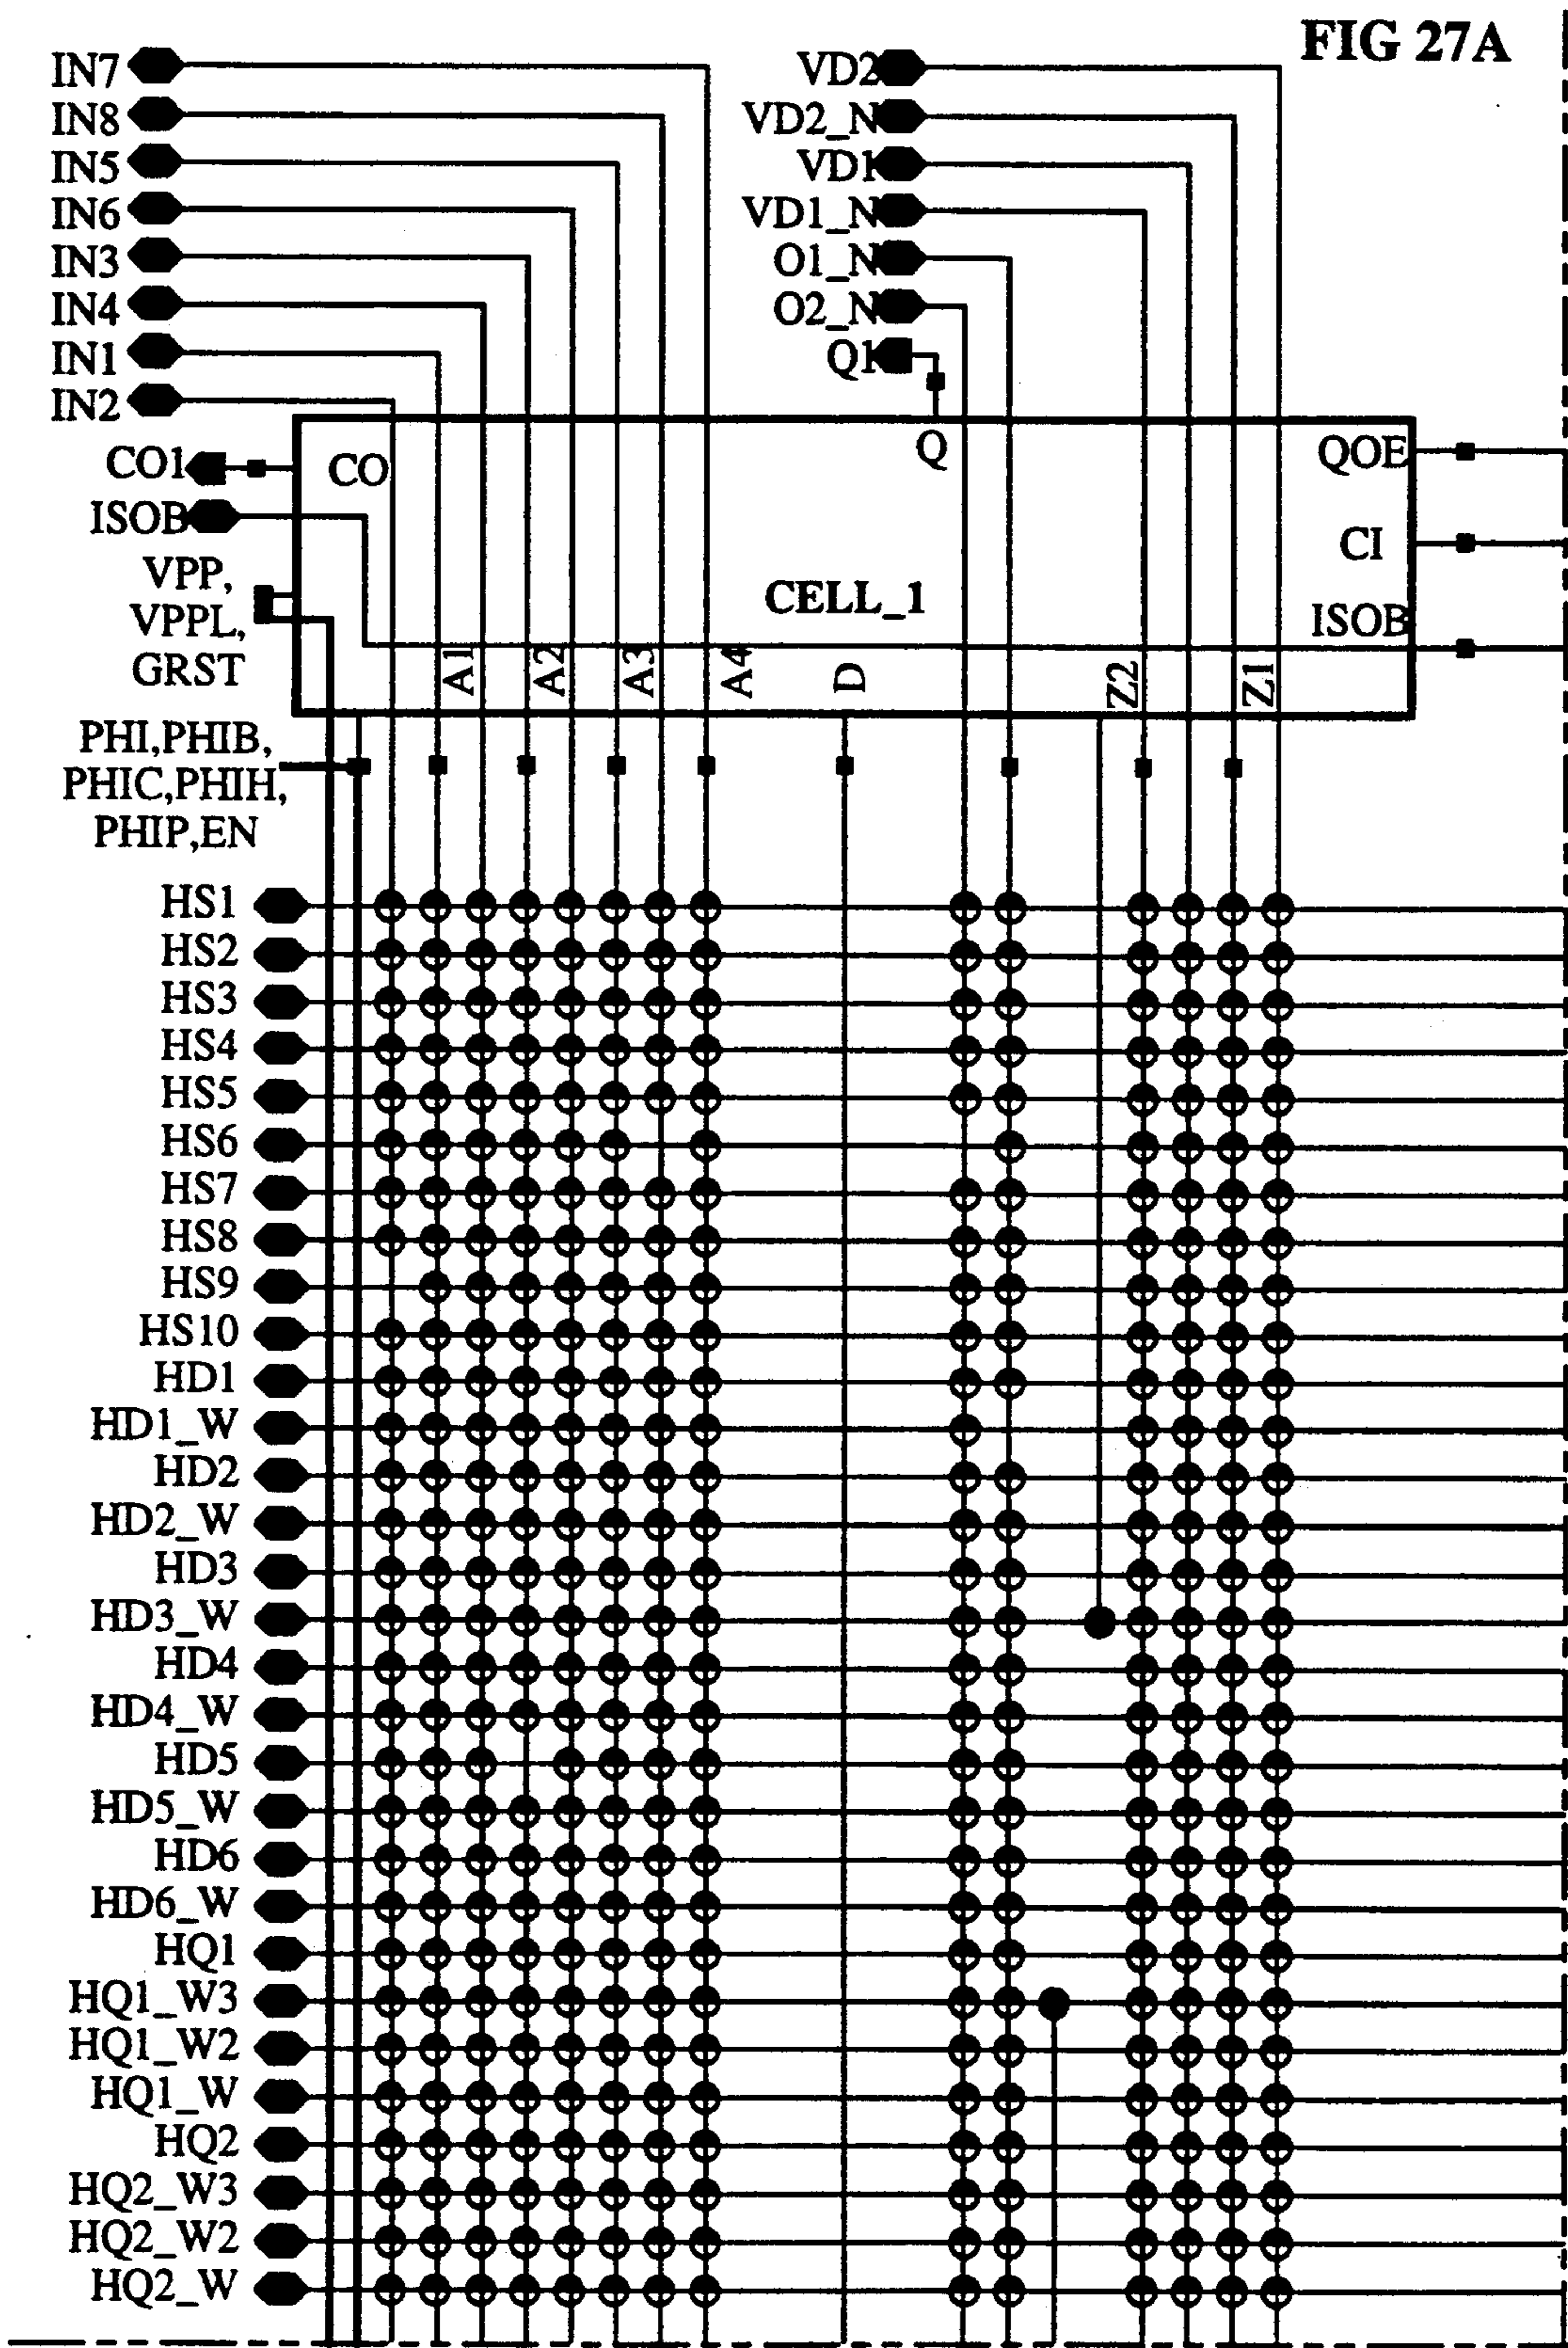 FIG 27A
IN7
IN8
IN5
IN6
IN3
IN4
IN1
IN2
VD2
VD2_N
VD1
VD1_N
O1_N
O2_N
Q1
CO1
ISOB
VPP,
VPPL,
GRST
CO
Q
QOE
CI
ISOB
CELL_1
A1
A2
A3
A4
D
Z2
Z1
PHI,PHIB,
PHIC,PHIH,
PHIP,EN
HS1
HS2
HS3
HS4
HS5
HS6
HS7
HS8
HS9
HS10
HD1
HD1_W
HD2
HD2_W
HD3
HD3_W
HD4
HD4_W
HD5
HD5_W
HD6
HD6_W
HQ1
HQ1_W3
HQ1_W2
HQ1_W
HQ2
HQ2_W3
HQ2_W2
HQ2_W